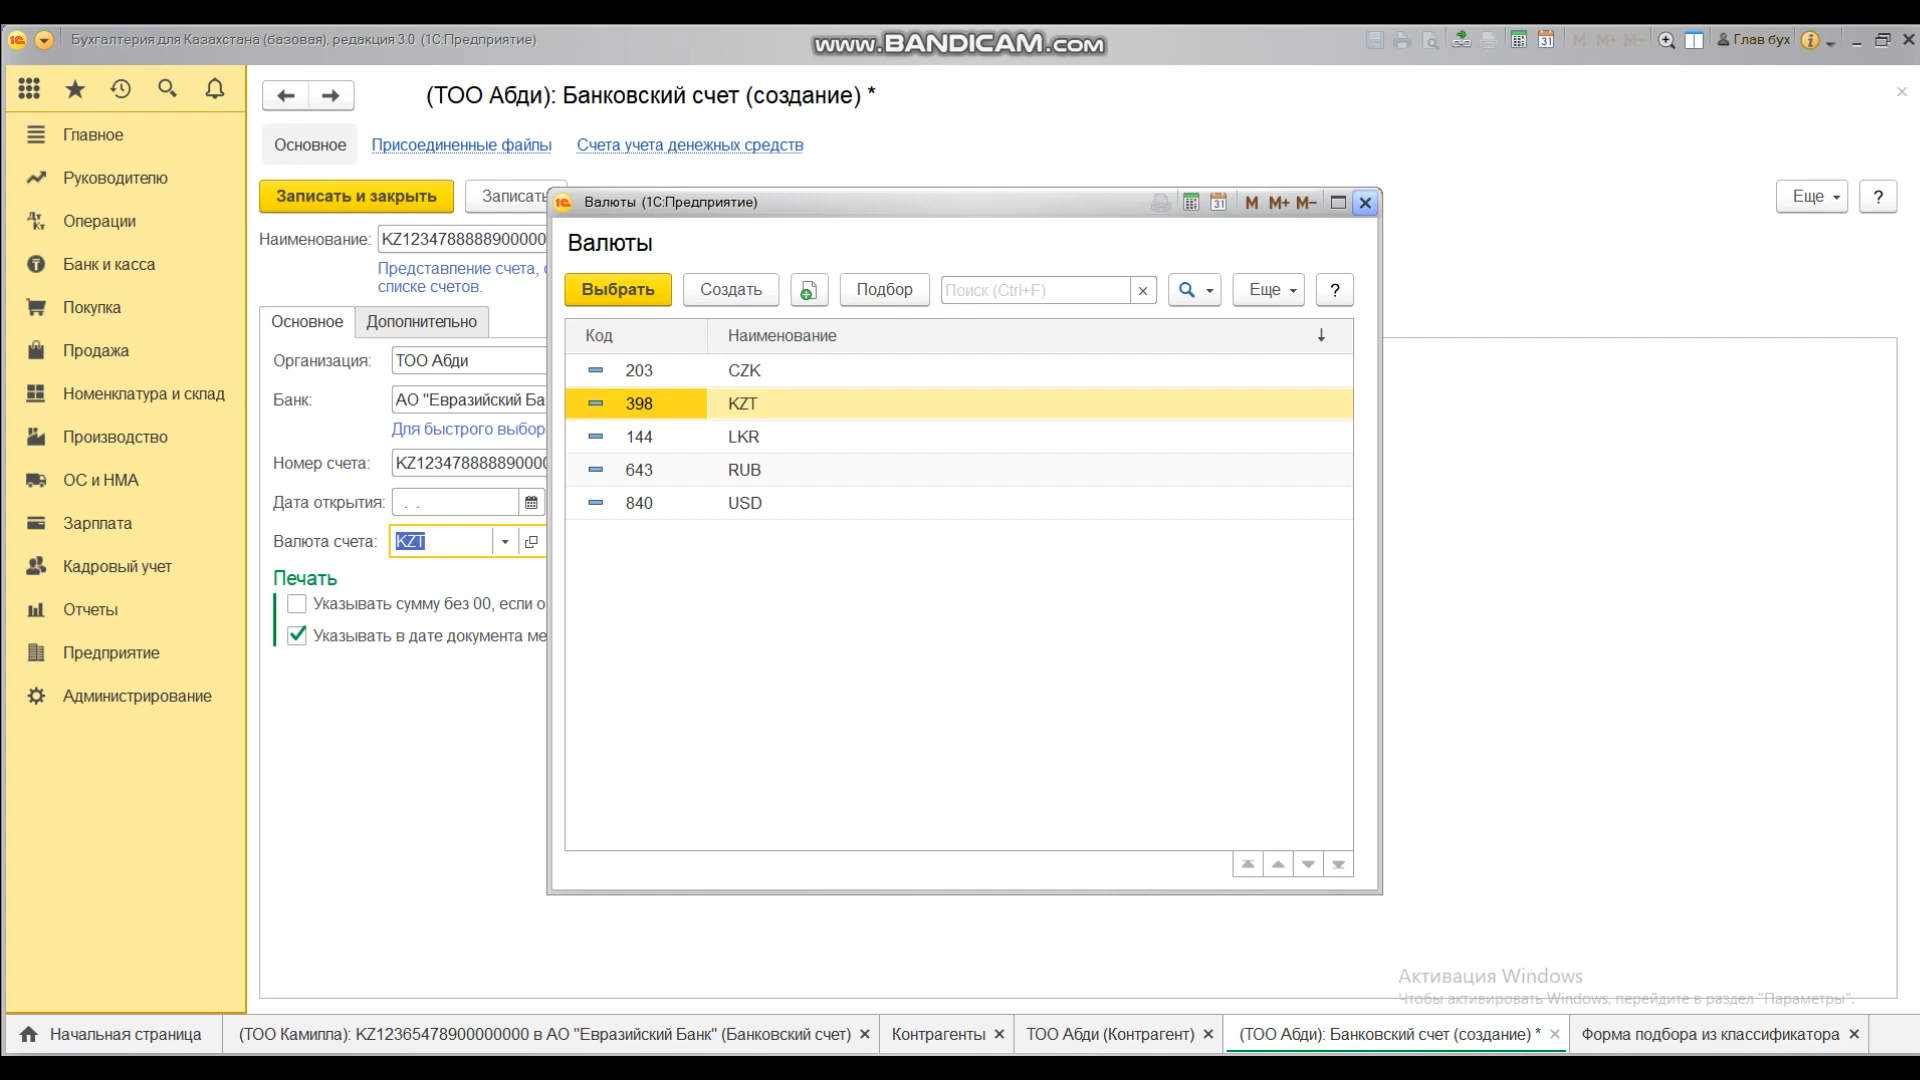 Бухгалтерия для Казахстана (базовая), редакция 3.0 (1С:Предприятие)
www.BANDICAM.com
M M+ M-
Глав бух
Главное
Руководителю
Операции
Банк и касса
Покупка
Продажа
Номенклатура и склад
Производство
ОС и НМА
Зарплата
Кадровый учет
Отчеты
Предприятие
Администрирование
(ТОО Абди): Банковский счет (создание) *
Основное Присоединенные файлы Счета учета денежных средств
Записать и закрыть Записать
Еще ?
Наименование: KZ1234788888900000
Представление счета,
списке счетов.
Основное Дополнительно
Организация: ТОО Абди
Банк: АО "Евразийский Ба
Для быстрого выбор
Номер счета: KZ1234788888900000
Дата открытия: . .
Валюта счета: KZT
Печать
Указывать сумму без 00, если о
Указывать в дате документа ме
Валюты (1С:Предприятие)
31 M M+ M-
Валюты
Выбрать Создать Подбор Поиск (Ctrl+F) × Еще ?
Код Наименование
203 CZK
398 KZT
144 LKR
643 RUB
840 USD
Активация Windows
Чтобы активировать Windows, перейдите в раздел "Параметры".
Начальная страница
(ТОО Камилла): KZ12365478900000000 в АО "Евразийский Банк" (Банковский счет) ×
Контрагенты ×
ТОО Абди (Контрагент) ×
(ТОО Абди): Банковский счет (создание) * ×
Форма подбора из классификатора ×